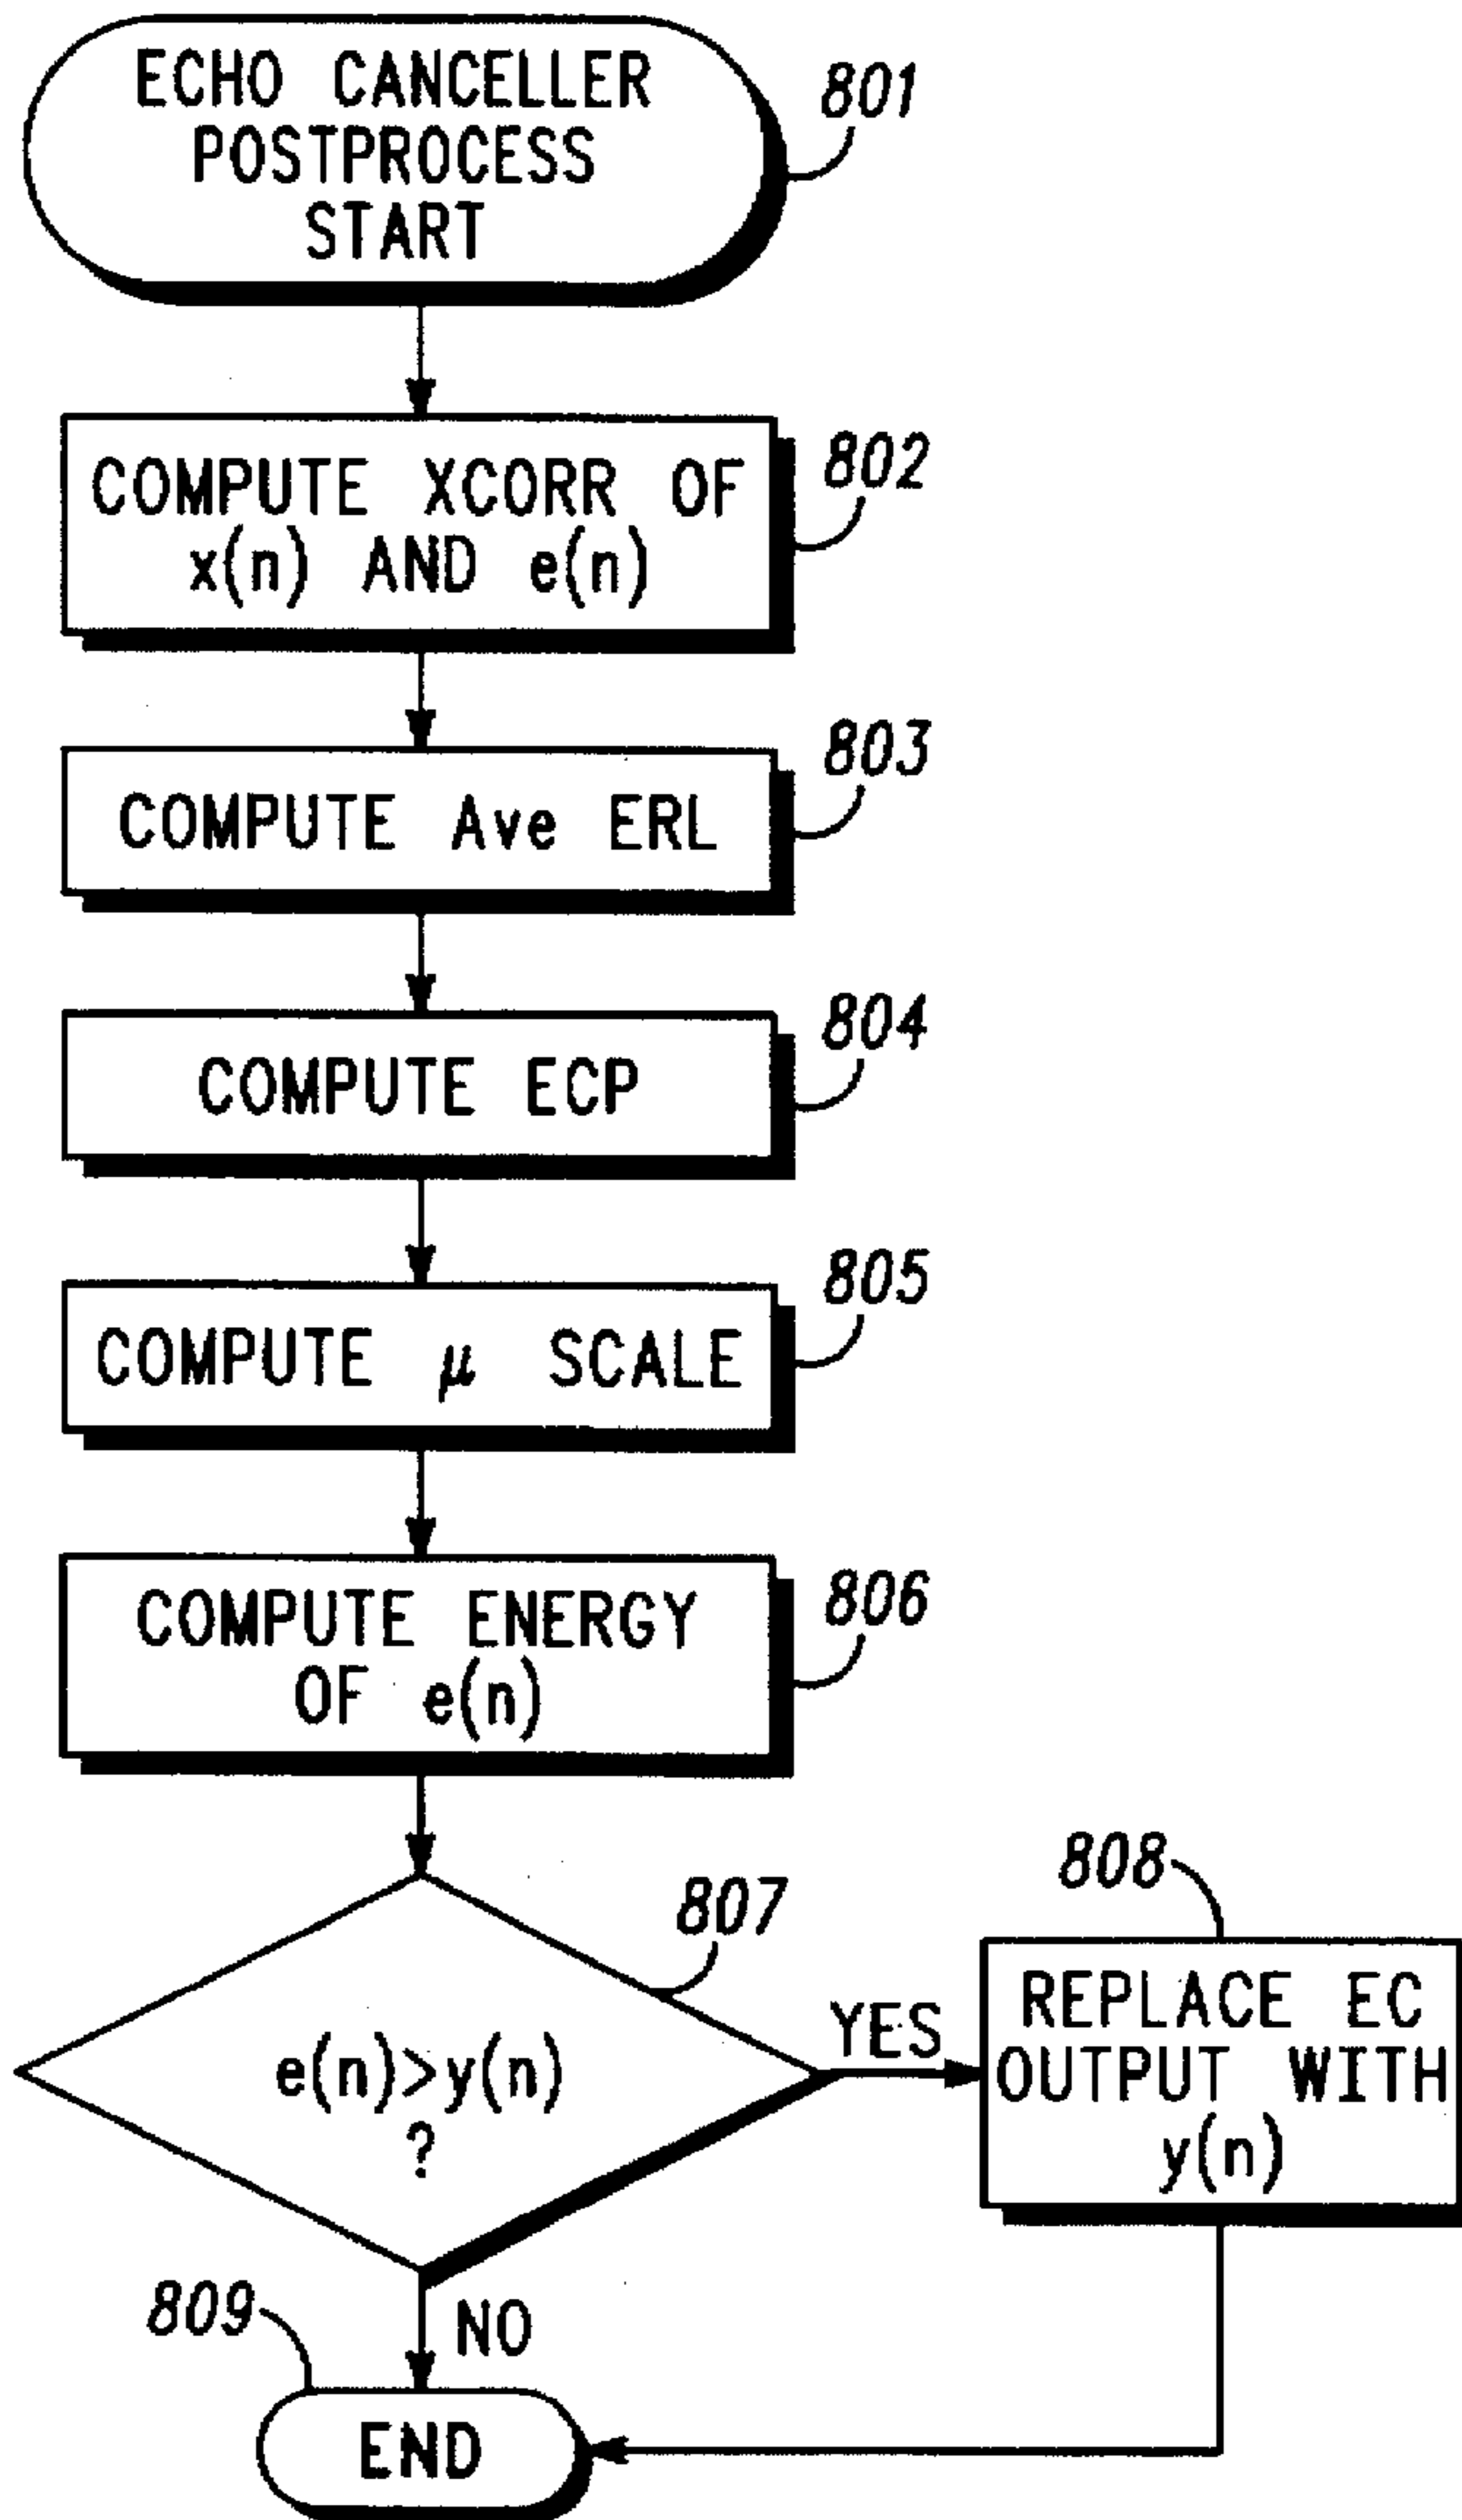 ECHO CANCELLER
POSTPROCESS
START
801
COMPUTE XCORR OF
x(n) AND e(n)
802
COMPUTE Ave ERL
803
COMPUTE ECP
804
COMPUTE μ SCALE
805
COMPUTE ENERGY
OF e(n)
806
807
e(n)>y(n)
?
YES
808
REPLACE EC
OUTPUT WITH
y(n)
NO
809
END